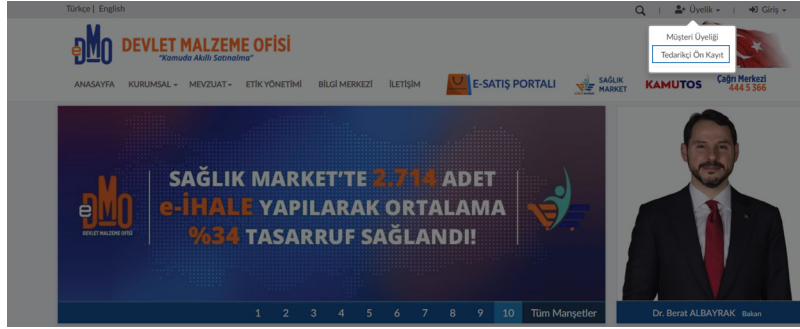 Türkçe | English
Üyelik
Giriş
Müşteri Üyeliği
Tedarikçi Ön Kayıt
eDMO DEVLET MALZEME OFİSİ
"Kamuda Akıllı Satınalma"
ANASAYFA KURUMSAL MEVZUAT ETİK YÖNETİMİ BİLGİ MERKEZİ İLETİŞİM
E-SATIŞ PORTALI
SAĞLIK
MARKET
KAMUTOS
Çağrı Merkezi
444 5 366
eDMO
DEVLET MALZEME OFİSİ
SAĞLIK MARKET'TE 2.714 ADET
e-İHALE YAPILARAK ORTALAMA
%34 TASARRUF SAĞLANDI!
1 2 3 4 5 6 7 8 9 10 Tüm Manşetler
Dr. Berat ALBAYRAK Bakan